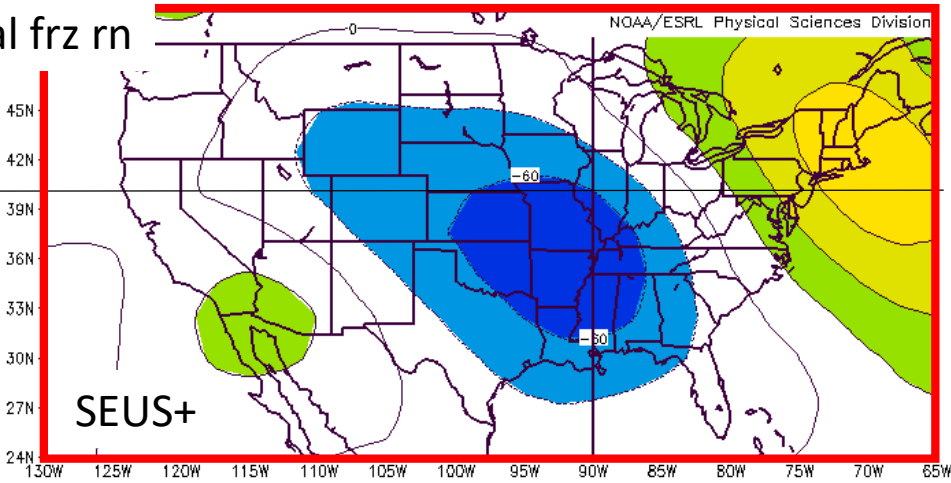 al frz rn
NOAA/ESRL Physical Sciences Division
0
45N
42N
-60
39N
36N
33N
-60
30N
SEUS+
27N
24N
130W 125W 120W 115W 110W 105W 100W 95W 90W 85W 80W 75W 70W 65W